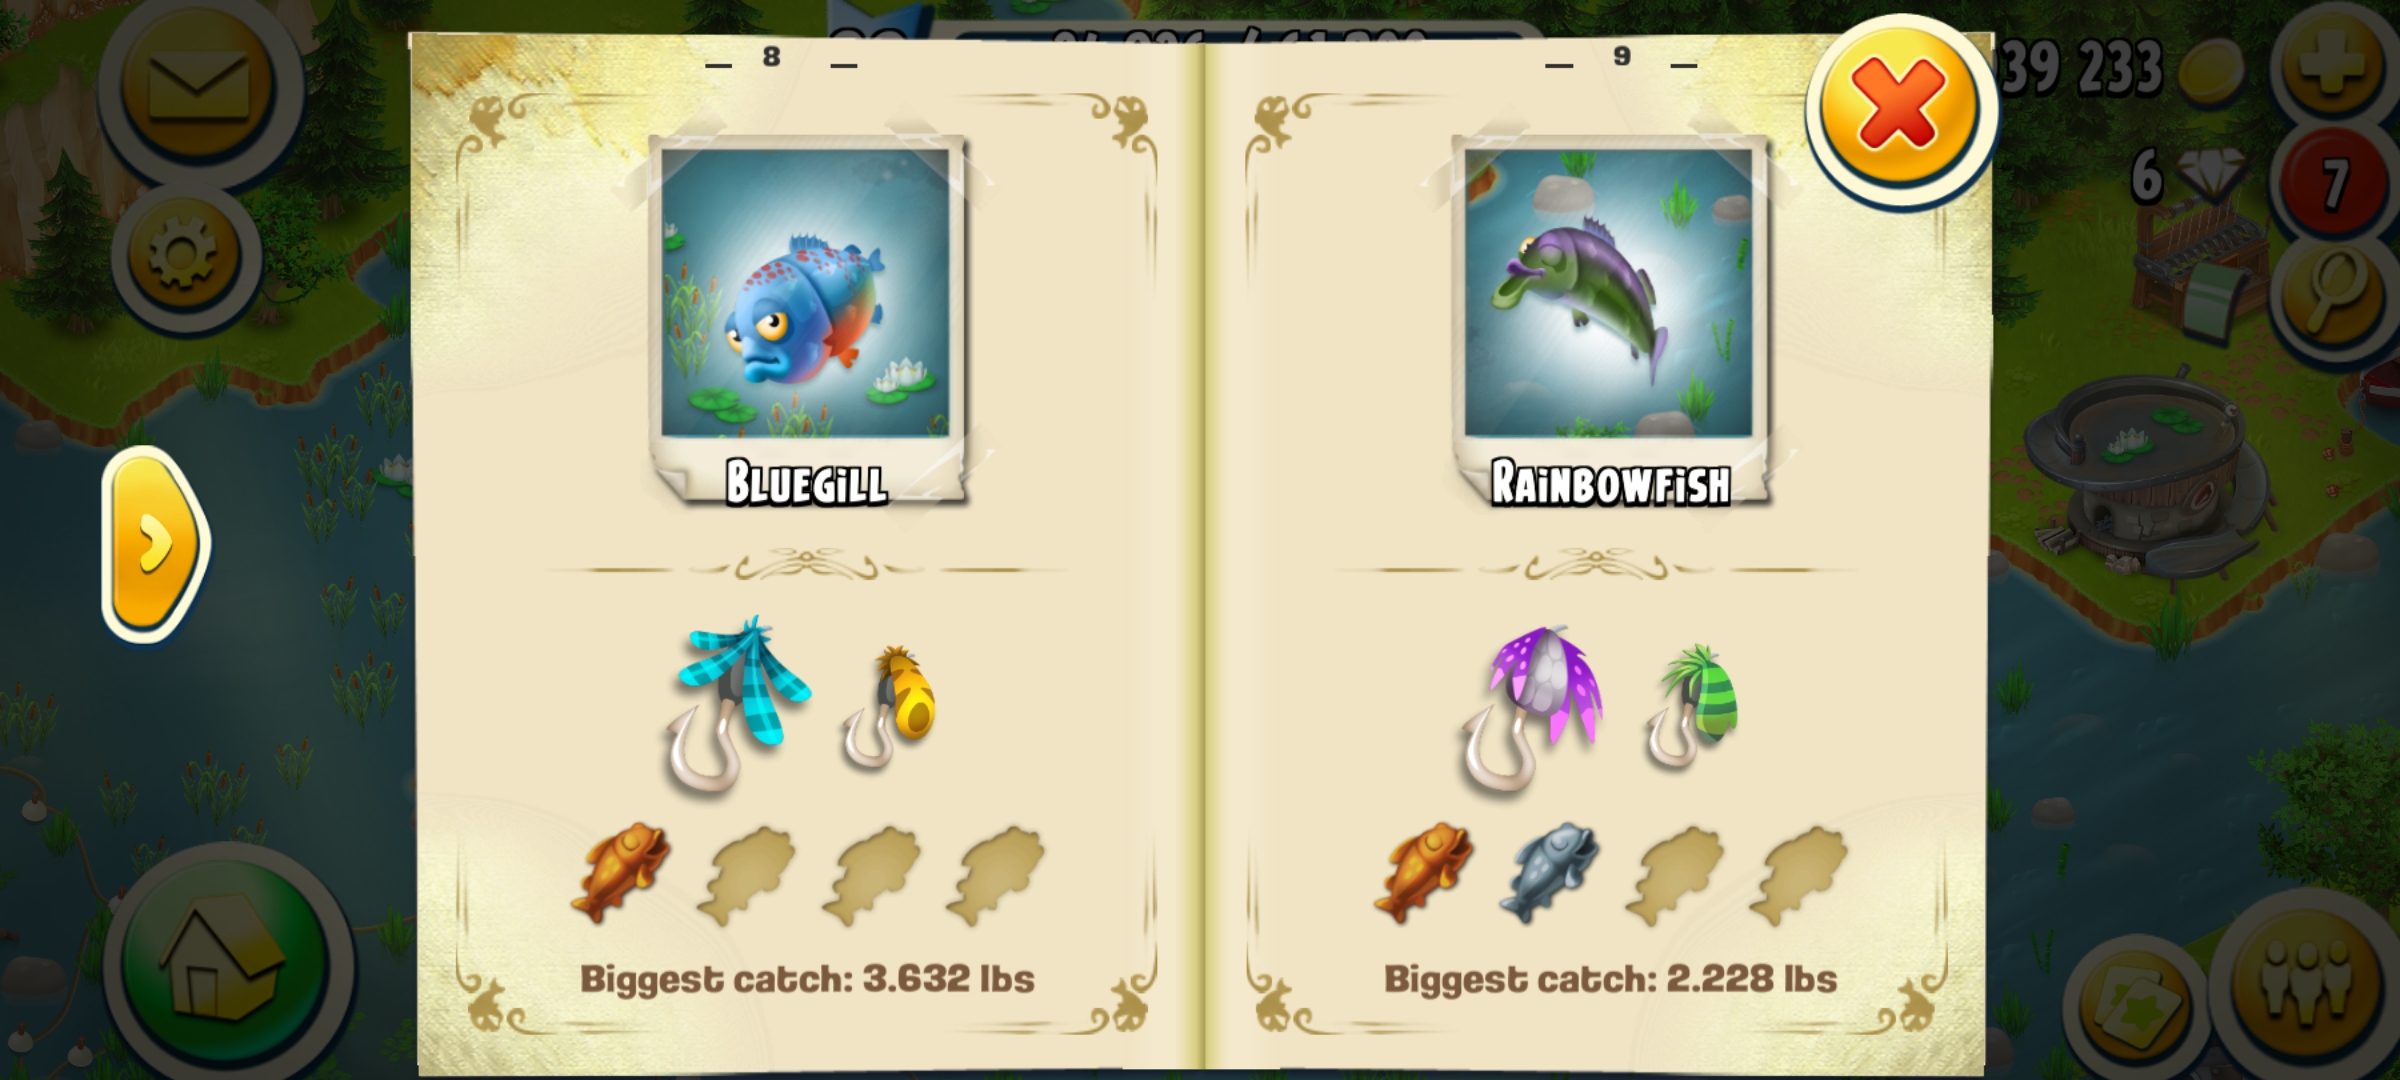 8
9
39 233
6
7
Bluegill
Rainbowfish
Biggest catch: 3.632 lbs
Biggest catch: 2.228 lbs